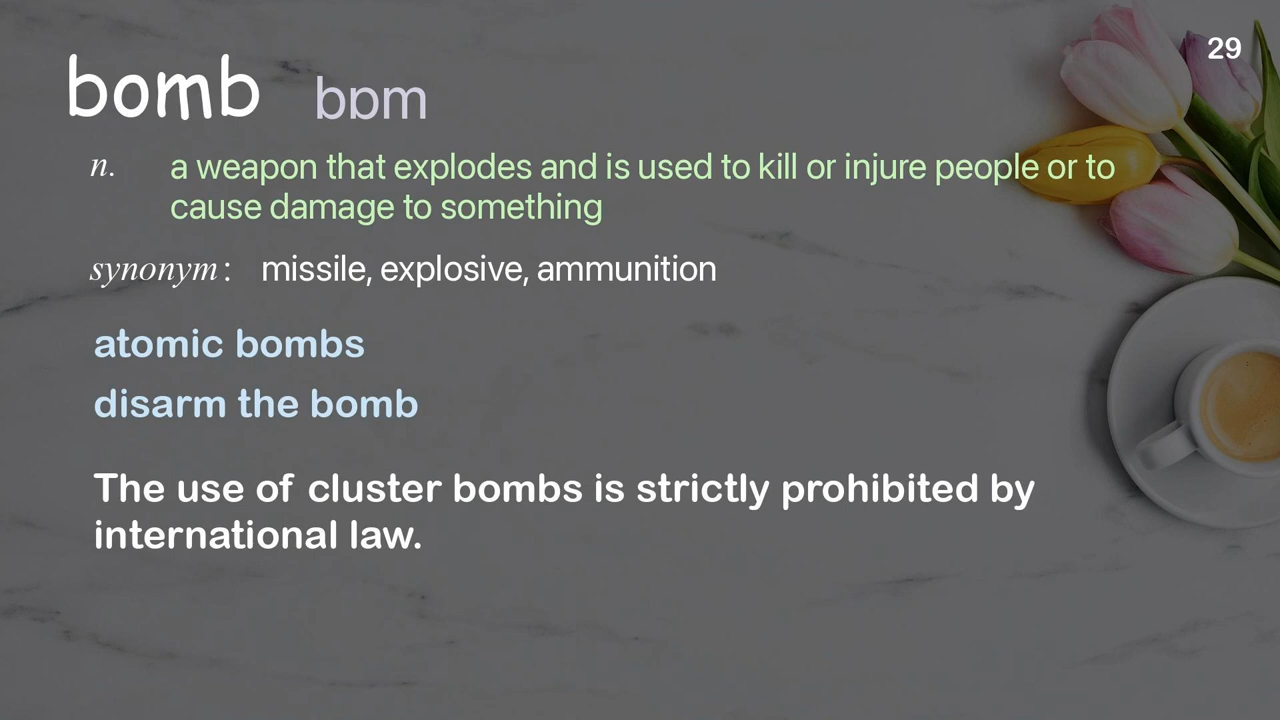 29
bomb bɒm
n. a weapon that explodes and is used to kill or injure people or to
cause damage to something
synonym: missile, explosive, ammunition
atomic bombs
disarm the bomb
The use of cluster bombs is strictly prohibited by
international law.